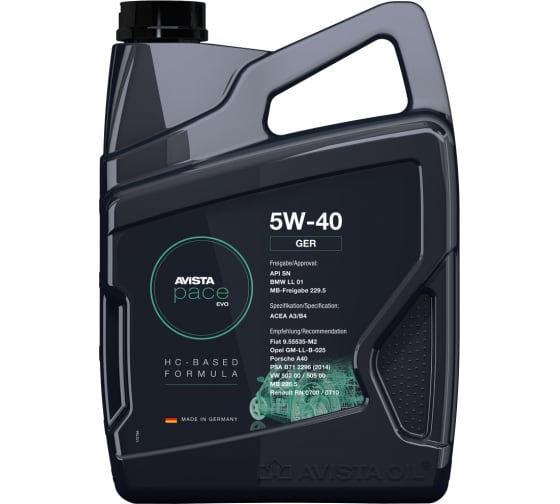 AVISTA
pace
EVO
HC-BASED
FORMULA
MADE IN GERMANY
5W-40
GER
Freigabe/Approval:
API SN
BMW LL 01
MB-Freigabe 229.5
Spezifikation/Specification:
ACEA A3/B4
Empfehlung/Recommendation
Fiat 9.55535-M2
Opel GM-LL-B-025
Porsche A40
PSA B71 2296 (2014)
VW 502 00 / 505 00
MB 226.5
Renault RN 0700 / 0710
AVISTA OIL